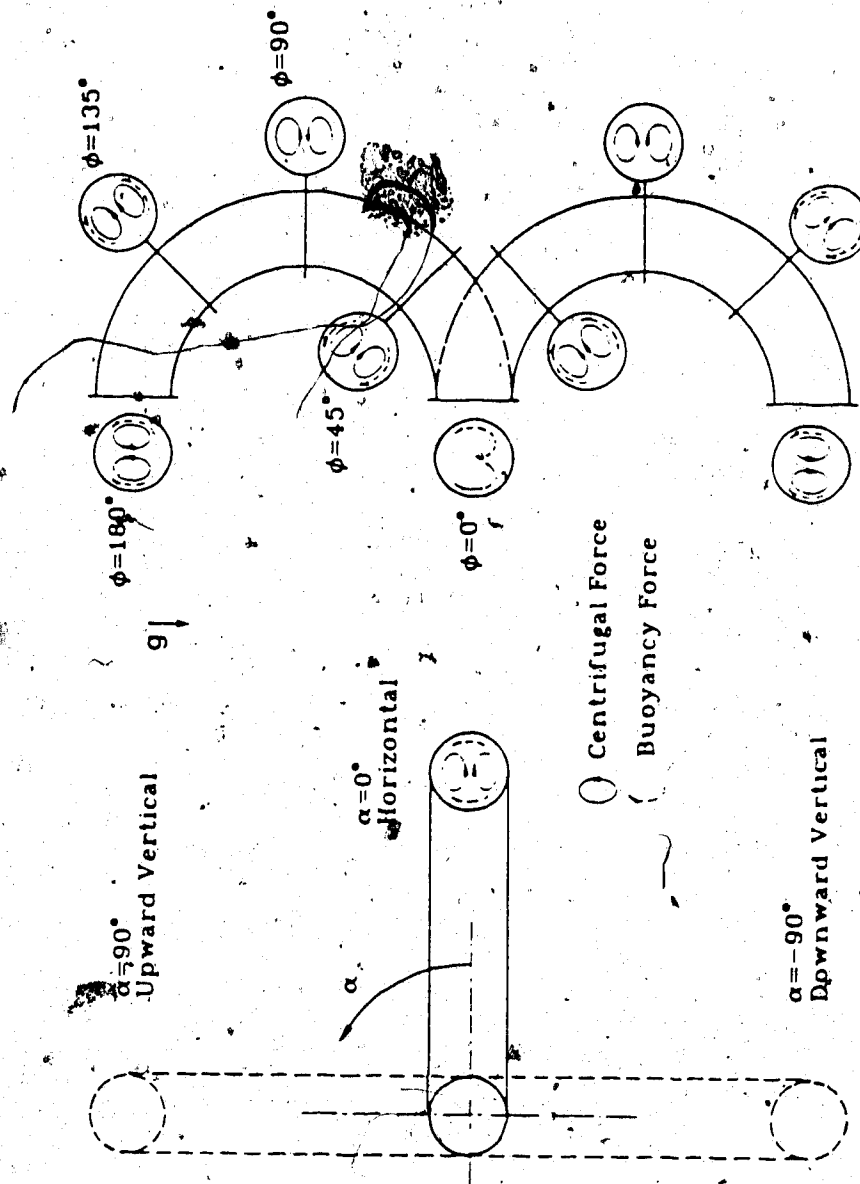 α=90°
Upward Vertical
α
α=0°
Horizontal
α=-90°
Downward Vertical
g
φ=180°
φ=135°
φ=90°
φ=45°
φ=0°
Centrifugal Force
Buoyancy Force